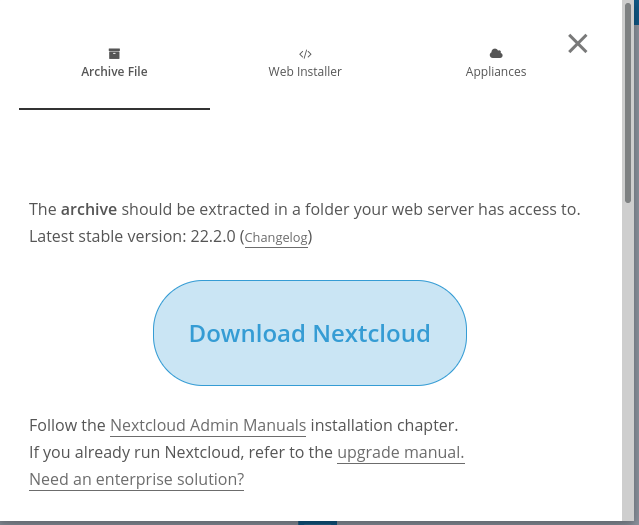 Archive File
Web Installer
Appliances
The archive should be extracted in a folder your web server has access to.
Latest stable version: 22.2.0 (Changelog)
Download Nextcloud
Follow the Nextcloud Admin Manuals installation chapter.
If you already run Nextcloud, refer to the upgrade manual.
Need an enterprise solution?